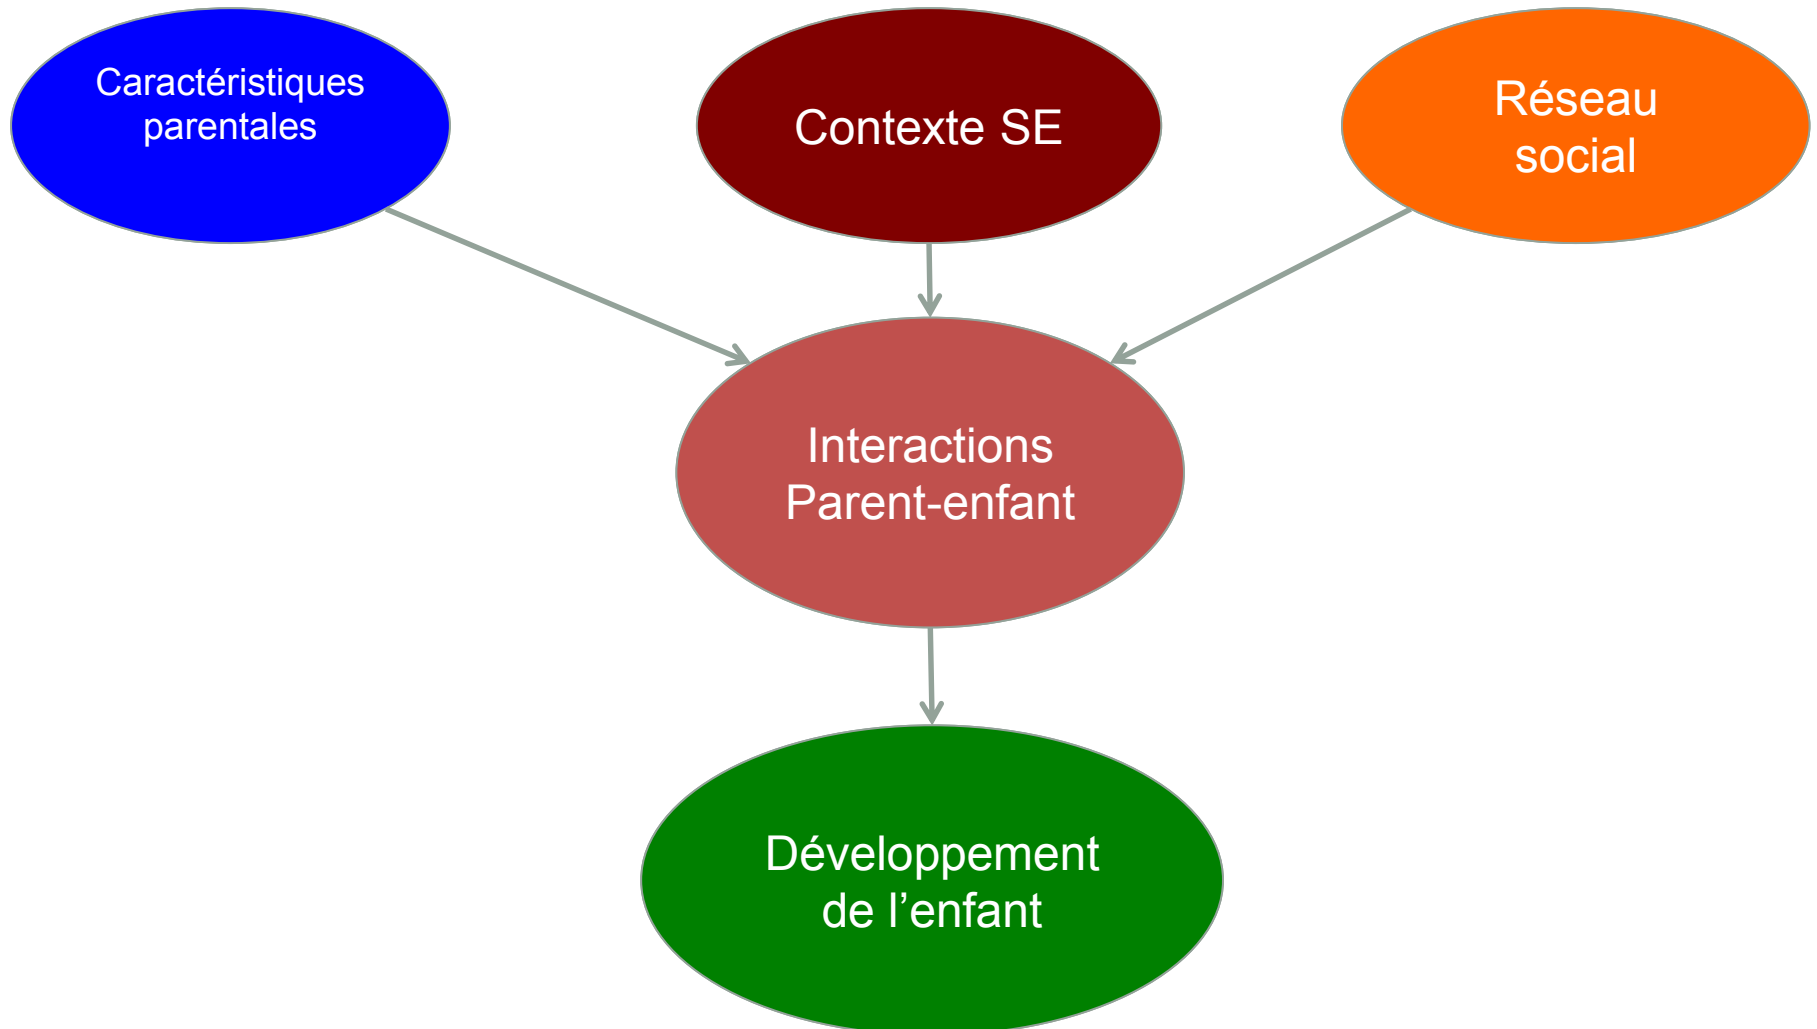 Caractéristiques
parentales
Contexte SE
Réseau
social
Interactions
Parent-enfant
Développement
de l’enfant